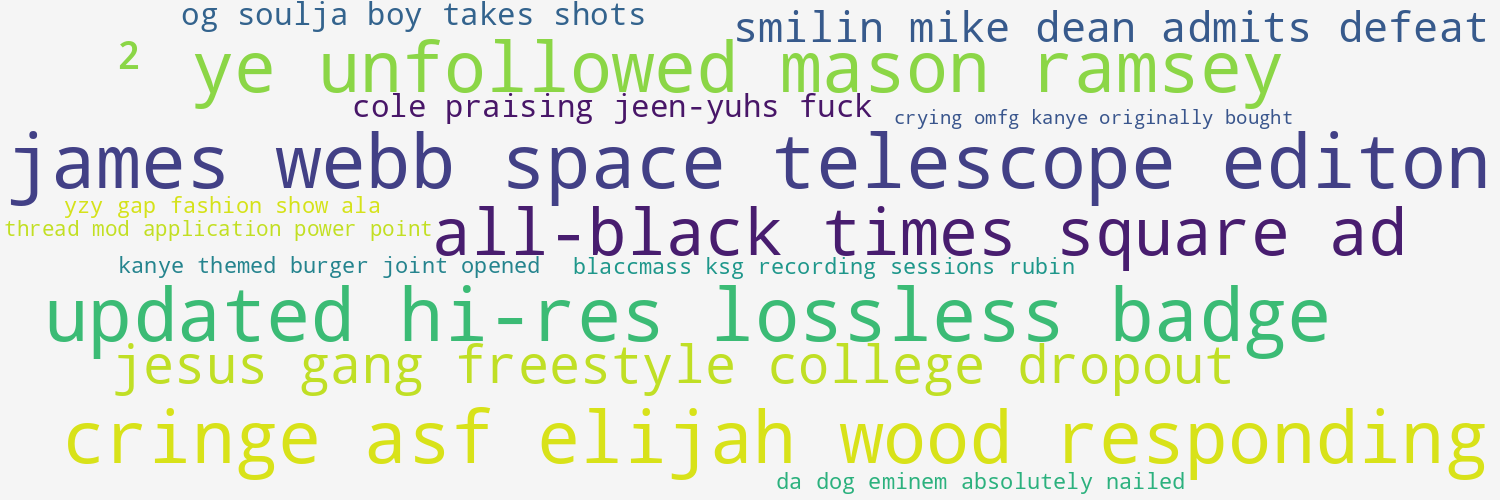 og soulja boy takes shots
smilin mike dean admits defeat
² ye unfollowed mason ramsey
cole praising jeen-yuhs fuck
crying omfg kanye originally bought
james webb space telescope editon
yzy gap fashion show ala
thread mod application power point
all-black times square ad
kanye themed burger joint opened
blaccmass ksg recording sessions rubin
updated hi-res lossless badge
jesus gang freestyle college dropout
cringe asf elijah wood responding
da dog eminem absolutely nailed